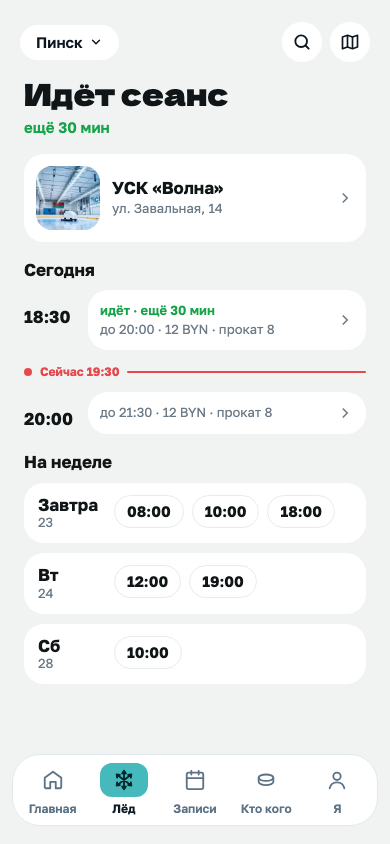 Пинск
Идёт сеанс
ещё 30 мин
УСК «Волна»
ул. Завальная, 14
Сегодня
18:30
идёт · ещё 30 мин
до 20:00 · 12 BYN · прокат 8
Сейчас 19:30
20:00
до 21:30 · 12 BYN · прокат 8
На неделе
Завтра
23
08:00 10:00 18:00
Вт
24
12:00 19:00
Сб
28
10:00
Главная Лёд Записи Кто кого Я